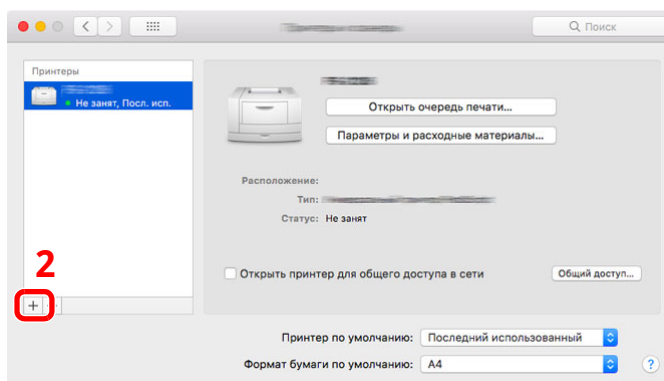 Поиск
Принтеры
Не занят, Посл. исп.
Открыть очередь печати...
Параметры и расходные материалы...
Расположение:
Тип:
Статус: Не занят
2
Открыть принтер для общего доступа в сети
Общий доступ...
+
Принтер по умолчанию: Последний использованный
Формат бумаги по умолчанию: A4
?